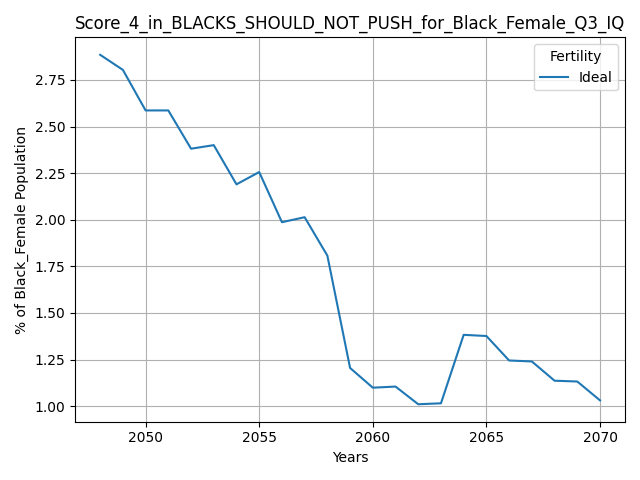 Score_4_in_BLACKS_SHOULD_NOT_PUSH_for_Black_Female_Q3_IQ
Fertility
Ideal
2.75
2.50
2.25
2.00
1.75
1.50
1.25
1.00
% of Black_Female Population
2050 2055 2060 2065 2070
Years